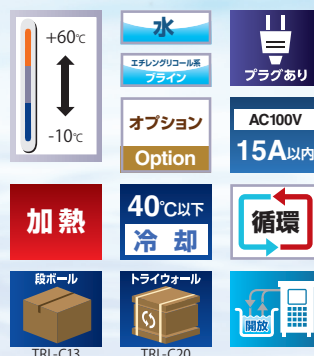 +60℃
-10℃
水
エチレングリコール系
ブライン
プラグあり
オプション
Option
AC100V
15A以内
加熱
40℃以下
冷却
循環
段ボール
TRL-C13
トライウォール
TRL-C20
開放